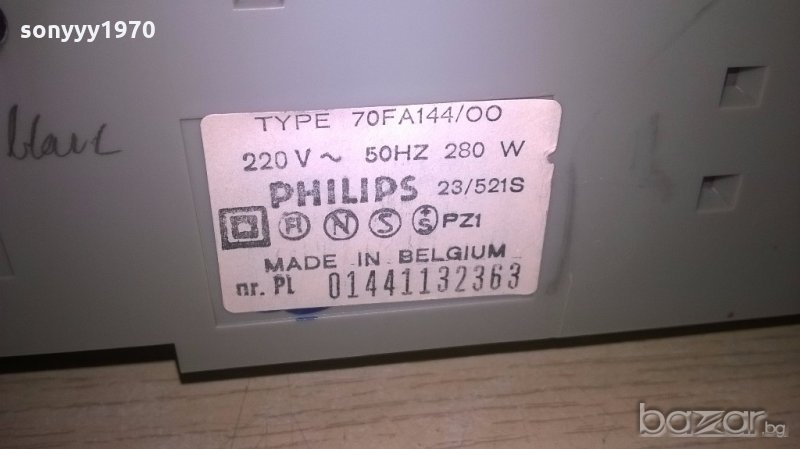 sonyyy1970
TYPE 70FA144/00
220 V ~ 50HZ 280 W
PHILIPS 23/521S
FI N S +S PZ1
MADE IN BELGIUM
nr. PL 01441132363
bazar.bg